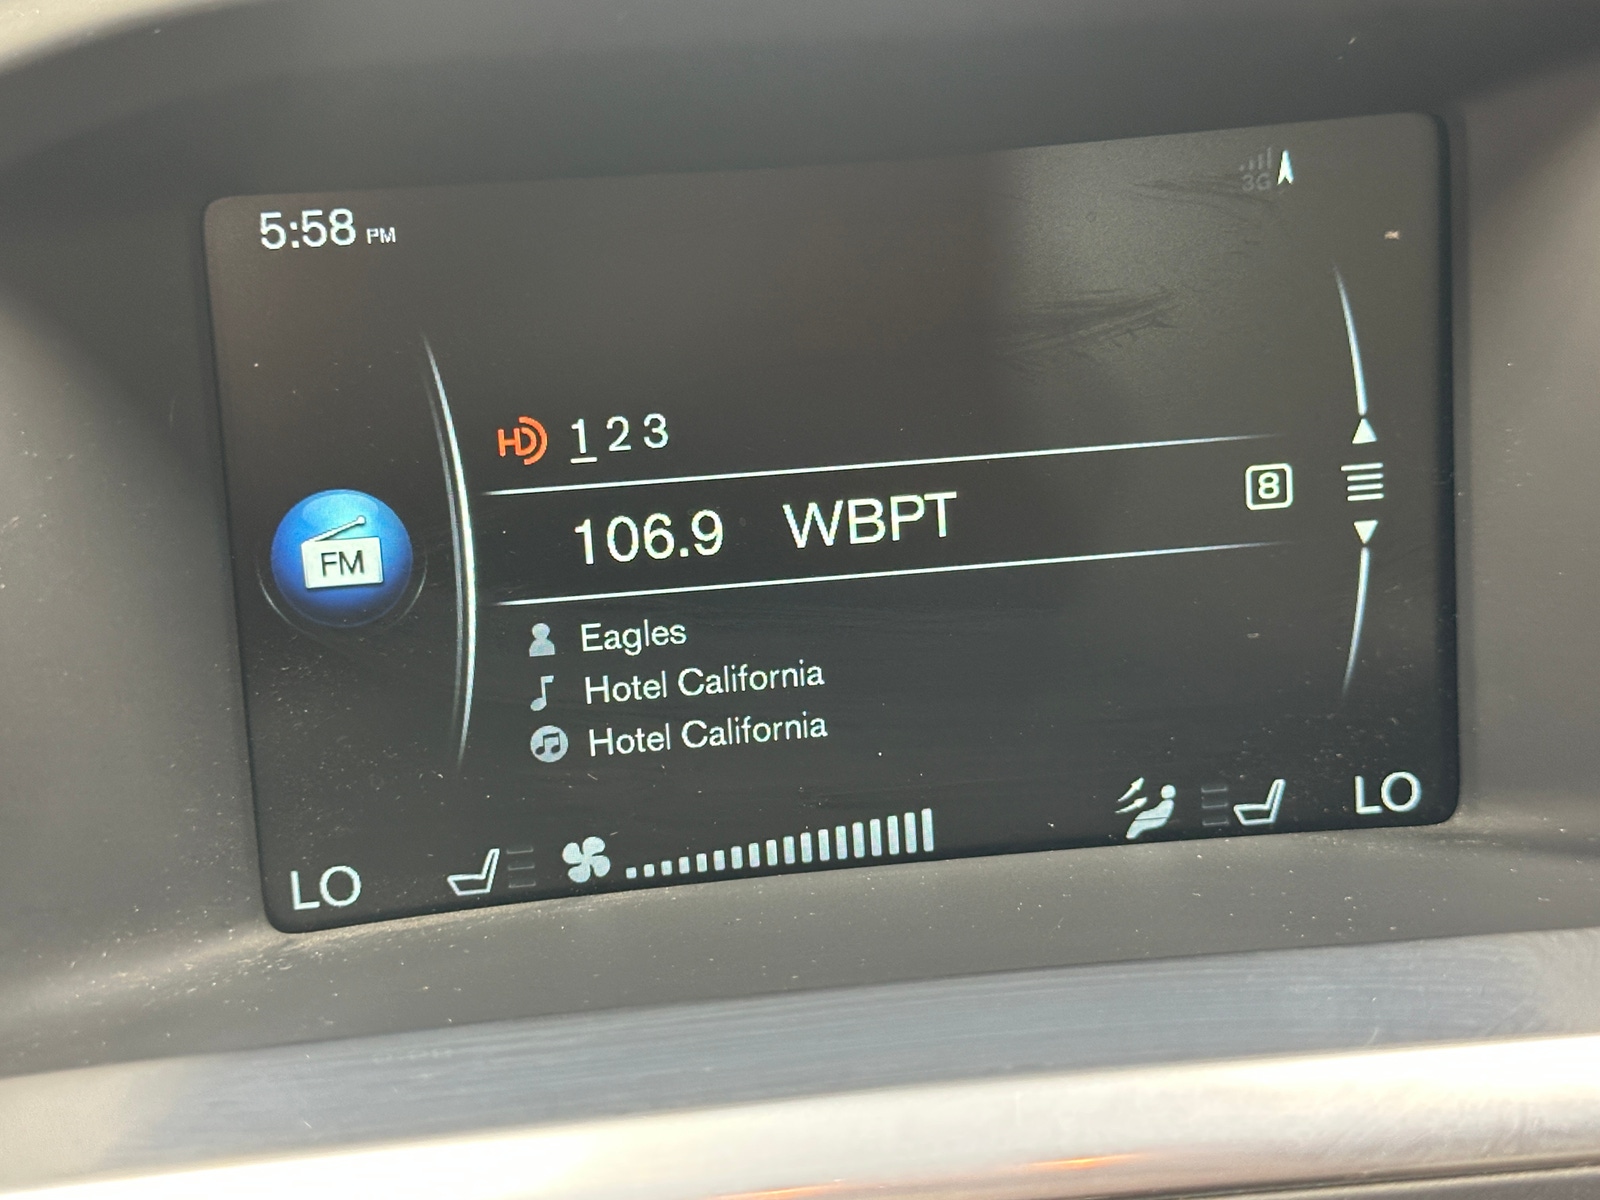 5:58 PM
3G
HD 1 2 3
106.9 WBPT
8
FM
Eagles
Hotel California
Hotel California
LO
LO